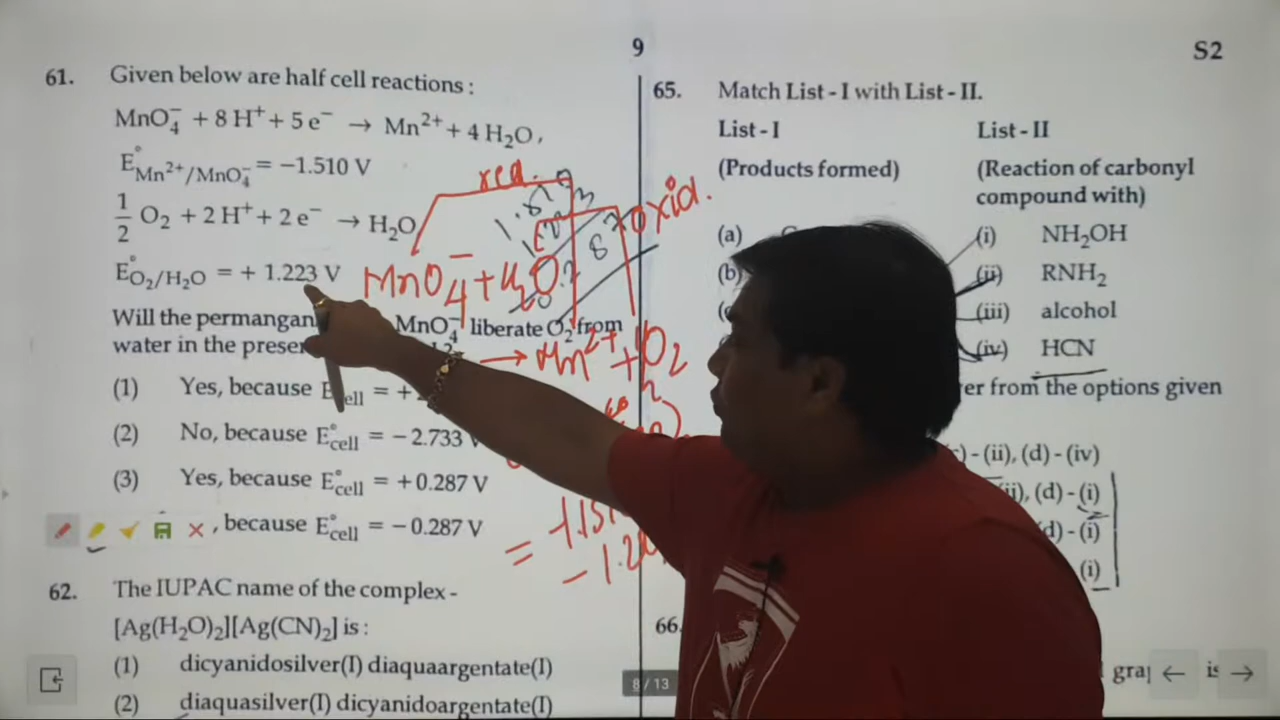 9
S2
61. Given below are half cell reactions :
MnO₄⁻ + 8 H⁺ + 5 e⁻ → Mn²⁺ + 4 H₂O,
E°Mn²⁺/MnO₄⁻ = −1.510 V
1/2 O₂ + 2 H⁺ + 2 e⁻ → H₂O
E°O₂/H₂O = + 1.223 V
Will the MnO₄⁻ liberate O₂ from
water in the
(1) Yes, because = +
(2) No, because E°cell = −2.733
(3) Yes, because E°cell = +0.287 V
, because E°cell = −0.287 V
62. The IUPAC name of the complex -
[Ag(H₂O)₂][Ag(CN)₂] is :
(1) dicyanidosilver(I) diaquaargentate(I)
(2) diaquasilver(I) dicyanidoargentate(I)
red.
oxid.
MnO₄⁻ + H₂O
→ Mn²⁺ + O₂
65. Match List - I with List - II.
List - I List - II
(Products formed) (Reaction of carbonyl
compound with)
(a) (i) NH₂OH
(b) (ii) RNH₂
(iii) alcohol
(iv) HCN
from the options given
- (ii), (d) - (iv)
, (d) - (i)
- (i)
(i)
66.
8 / 13